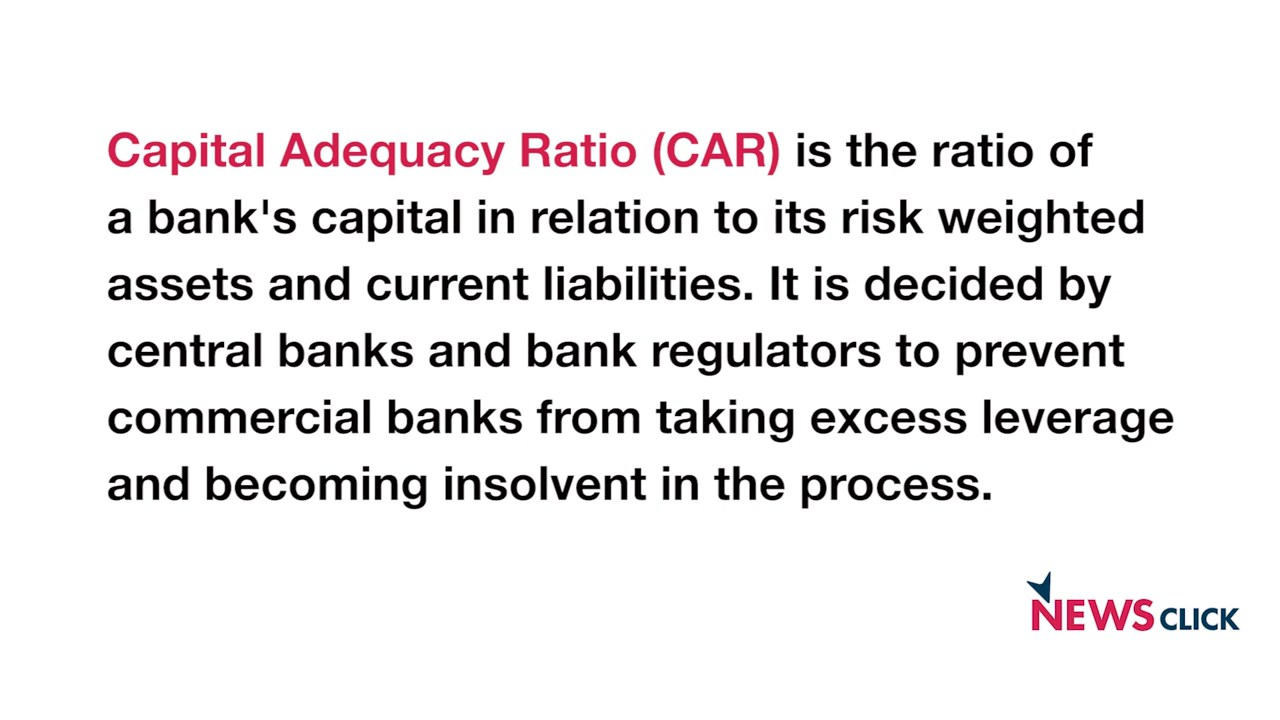 Capital Adequacy Ratio (CAR) is the ratio of
a bank's capital in relation to its risk weighted
assets and current liabilities. It is decided by
central banks and bank regulators to prevent
commercial banks from taking excess leverage
and becoming insolvent in the process.
NEWSCLICK